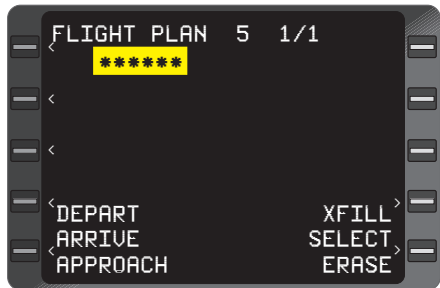 FLIGHT PLAN 5 1/1
<******
<
<
<DEPART XFILL>
ARRIVE SELECT
<APPROACH ERASE>